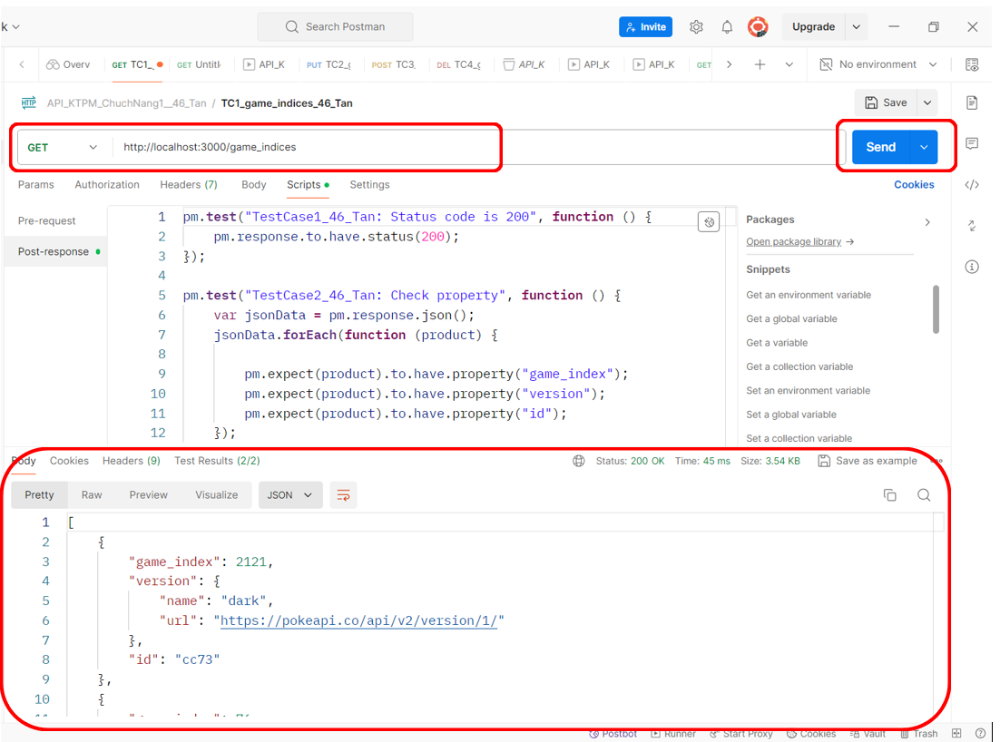 k
Search Postman
Invite
Upgrade
Overv
GET TC1_
GET Untitl
API_K
PUT TC2_
POST TC3_
DEL TC4_
API_K
API_K
API_K
GET
No environment
HTTP API_KTPM_ChuchNang1__46_Tan / TC1_game_indices_46_Tan
Save
GET http://localhost:3000/game_indices
Send
Params Authorization Headers (7) Body Scripts Settings
Cookies
Pre-request
Post-response
1 pm.test("TestCase1_46_Tan: Status code is 200", function () {
2 pm.response.to.have.status(200);
3 });
4
5 pm.test("TestCase2_46_Tan: Check property", function () {
6 var jsonData = pm.response.json();
7 jsonData.forEach(function (product) {
8
9 pm.expect(product).to.have.property("game_index");
10 pm.expect(product).to.have.property("version");
11 pm.expect(product).to.have.property("id");
12 });
Packages
Open package library →
Snippets
Get an environment variable
Get a global variable
Get a variable
Get a collection variable
Set an environment variable
Set a global variable
Set a collection variable
Body Cookies Headers (9) Test Results (2/2)
Status: 200 OK Time: 45 ms Size: 3.54 KB Save as example
Pretty Raw Preview Visualize JSON
1 [
2 {
3 "game_index": 2121,
4 "version": {
5 "name": "dark",
6 "url": "https://pokeapi.co/api/v2/version/1/"
7 },
8 "id": "cc73"
9 },
10 {
Postbot Runner Start Proxy Cookies Vault Trash